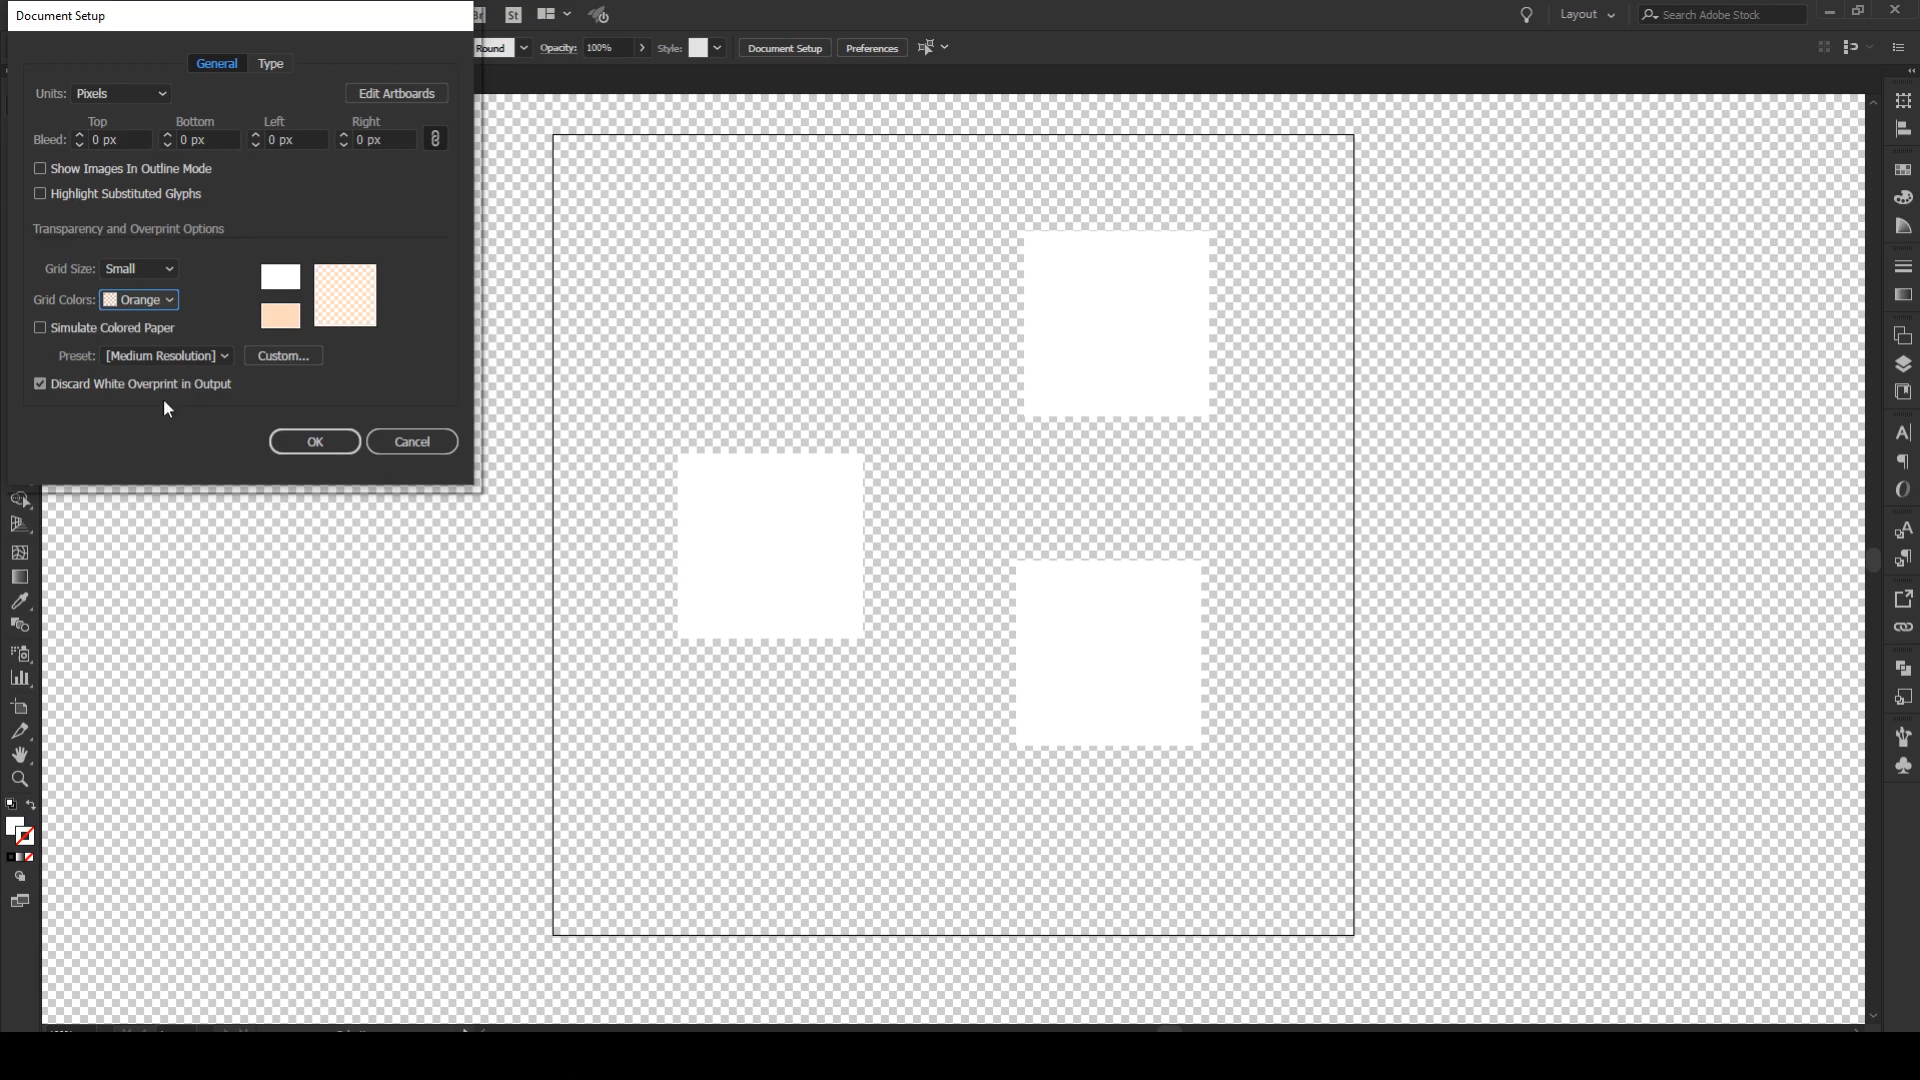 Document Setup
Br St
Layout
Search Adobe Stock
Round Opacity: 100% Style: Document Setup Preferences
General Type
Units: Pixels Edit Artboards
Top Bottom Left Right
Bleed: 0 px 0 px 0 px 0 px
Show Images In Outline Mode
Highlight Substituted Glyphs
Transparency and Overprint Options
Grid Size: Small
Grid Colors: Orange
Simulate Colored Paper
Preset: [Medium Resolution] Custom...
Discard White Overprint in Output
OK Cancel